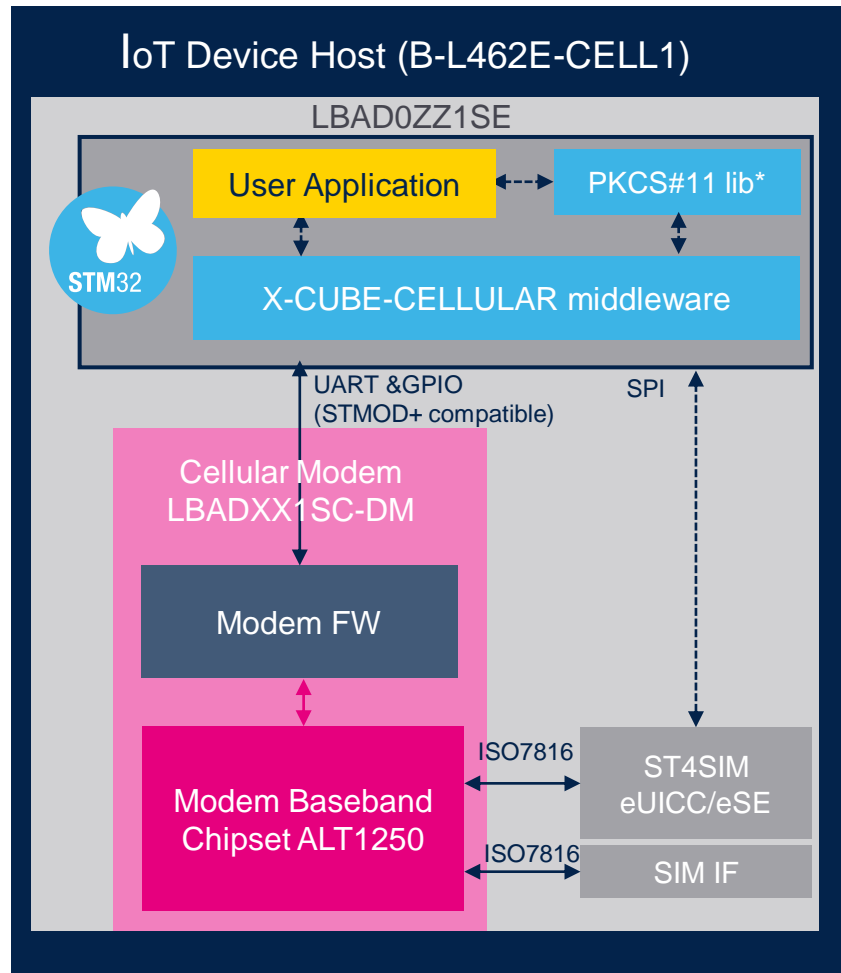 IoT Device Host (B-L462E-CELL1)
LBAD0ZZ1SE
User Application
PKCS#11 lib*
STM32
X-CUBE-CELLULAR middleware
UART &GPIO
(STMOD+ compatible)
SPI
Cellular Modem
LBADXX1SC-DM
Modem FW
ISO7816
ST4SIM
eUICC/eSE
Modem Baseband
Chipset ALT1250
ISO7816
SIM IF